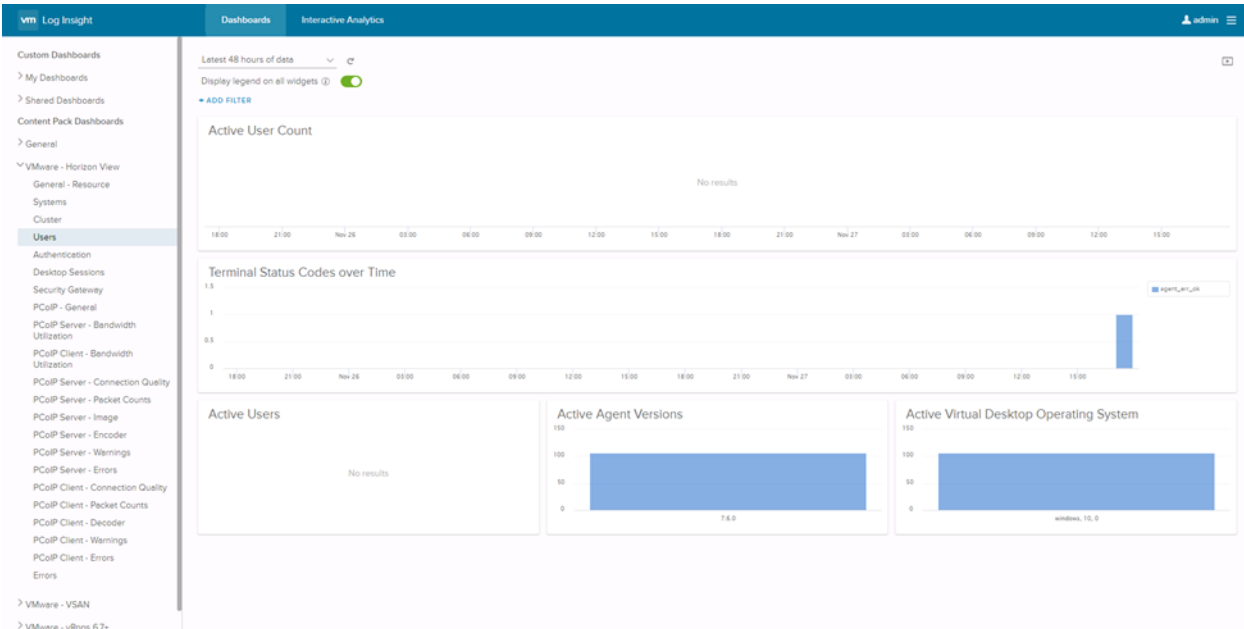 vm Log Insight
Dashboards
Interactive Analytics
admin
Custom Dashboards
My Dashboards
Shared Dashboards
Content Pack Dashboards
General
VMware - Horizon View
General - Resource
Systems
Cluster
Users
Authentication
Desktop Sessions
Security Gateway
PCoIP - General
PCoIP Server - Bandwidth
Utilization
PCoIP Client - Bandwidth
Utilization
PCoIP Server - Connection Quality
PCoIP Server - Packet Counts
PCoIP Server - Image
PCoIP Server - Encoder
PCoIP Server - Warnings
PCoIP Server - Errors
PCoIP Client - Connection Quality
PCoIP Client - Packet Counts
PCoIP Client - Decoder
PCoIP Client - Warnings
PCoIP Client - Errors
Errors
VMware - VSAN
VMware - vRops 6.7+
Latest 48 hours of data
Display legend on all widgets
+ ADD FILTER
Active User Count
No results
18:00 21:00 Nov 26 03:00 06:00 09:00 12:00 15:00 18:00 21:00 Nov 27 03:00 06:00 09:00 12:00 15:00
Terminal Status Codes over Time
1.5
1
0.5
0
agent_err_ok
18:00 21:00 Nov 26 03:00 06:00 09:00 12:00 15:00 18:00 21:00 Nov 27 03:00 06:00 09:00 12:00 15:00
Active Users
No results
Active Agent Versions
150
100
50
0
7.6.0
Active Virtual Desktop Operating System
150
100
50
0
windows, 10, 0